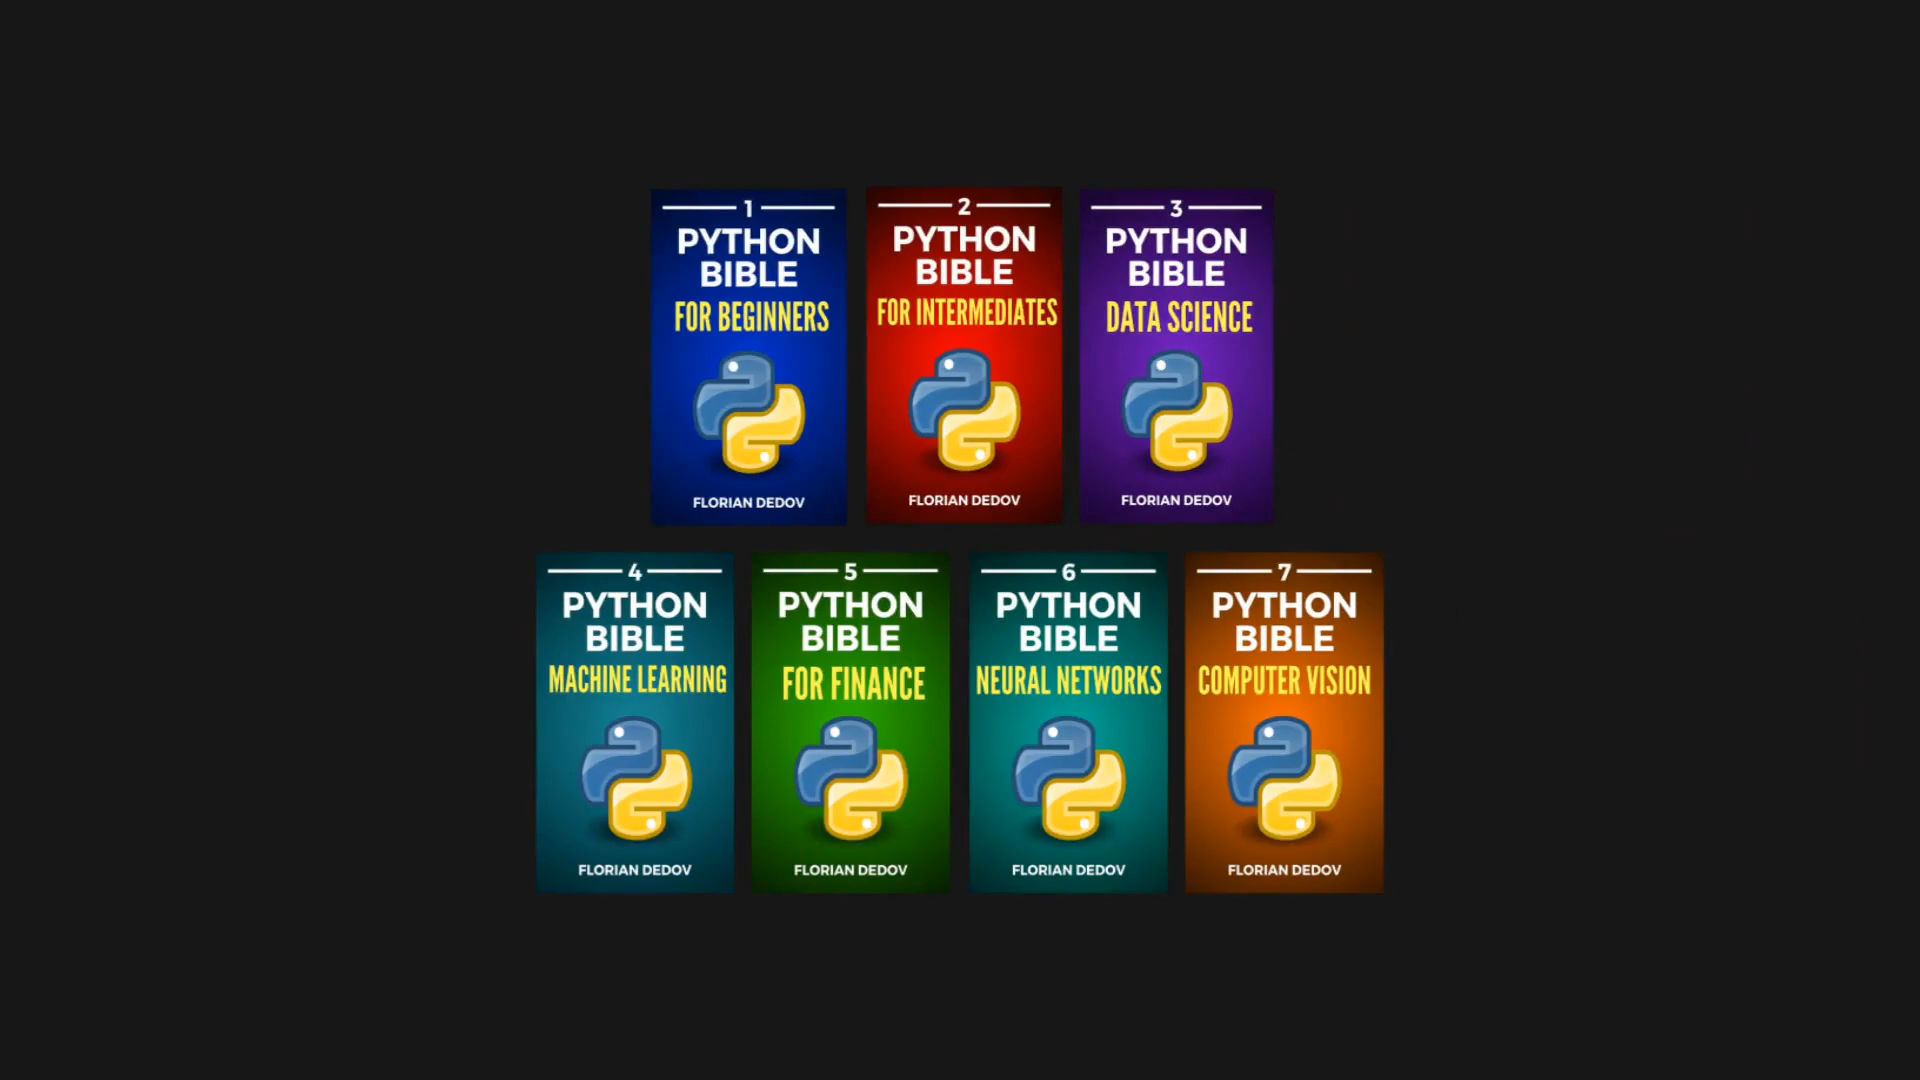 1
PYTHON
BIBLE
FOR BEGINNERS
FLORIAN DEDOV
2
PYTHON
BIBLE
FOR INTERMEDIATES
FLORIAN DEDOV
3
PYTHON
BIBLE
DATA SCIENCE
FLORIAN DEDOV
4
PYTHON
BIBLE
MACHINE LEARNING
FLORIAN DEDOV
5
PYTHON
BIBLE
FOR FINANCE
FLORIAN DEDOV
6
PYTHON
BIBLE
NEURAL NETWORKS
FLORIAN DEDOV
7
PYTHON
BIBLE
COMPUTER VISION
FLORIAN DEDOV